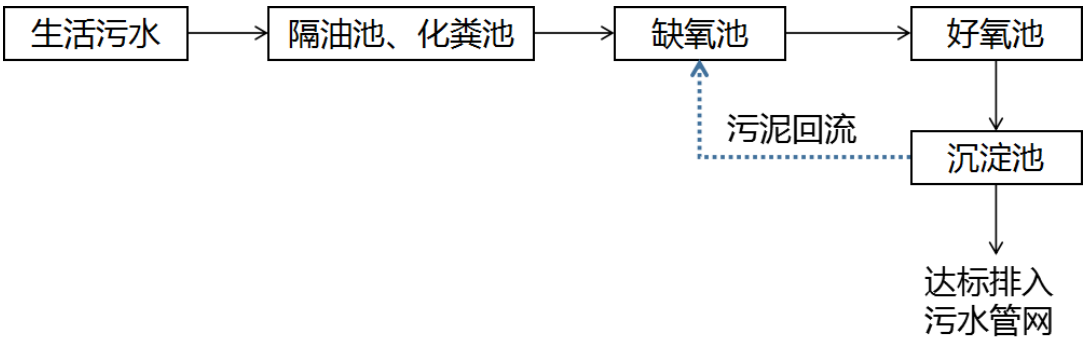 生活污水
隔油池、化粪池
缺氧池
好氧池
污泥回流
沉淀池
达标排入
污水管网